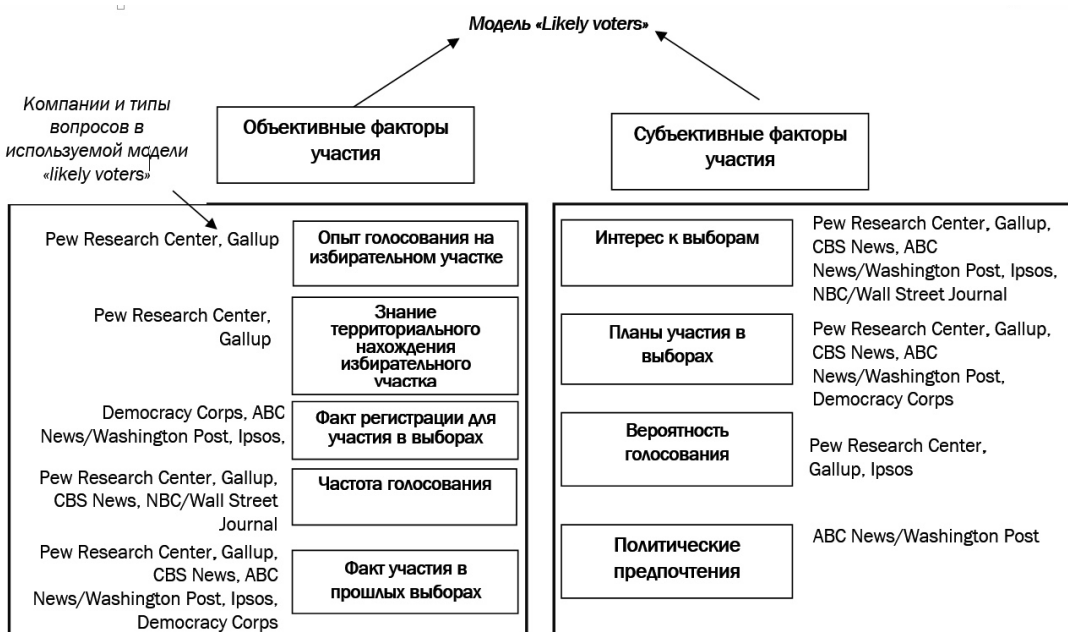 Модель «Likely voters»
Компании и типы
вопросов в
используемой модели
«likely voters»
Объективные факторы
участия
Субъективные факторы
участия
Pew Research Center, Gallup
Опыт голосования на
избирательном участке
Pew Research Center,
Gallup
Знание
территориального
нахождения
избирательного
участка
Democracy Corps, ABC
News/Washington Post, Ipsos,
Факт регистрации для
участия в выборах
Pew Research Center, Gallup,
CBS News, NBC/Wall Street
Journal
Частота голосования
Pew Research Center, Gallup,
CBS News, ABC
News/Washington Post, Ipsos,
Democracy Corps
Факт участия в
прошлых выборах
Интерес к выборам
Pew Research Center, Gallup,
CBS News, ABC
News/Washington Post, Ipsos,
NBC/Wall Street Journal
Планы участия в
выборах
Pew Research Center, Gallup,
CBS News, ABC
News/Washington Post,
Democracy Corps
Вероятность
голосования
Pew Research Center,
Gallup, Ipsos
Политические
предпочтения
ABC News/Washington Post